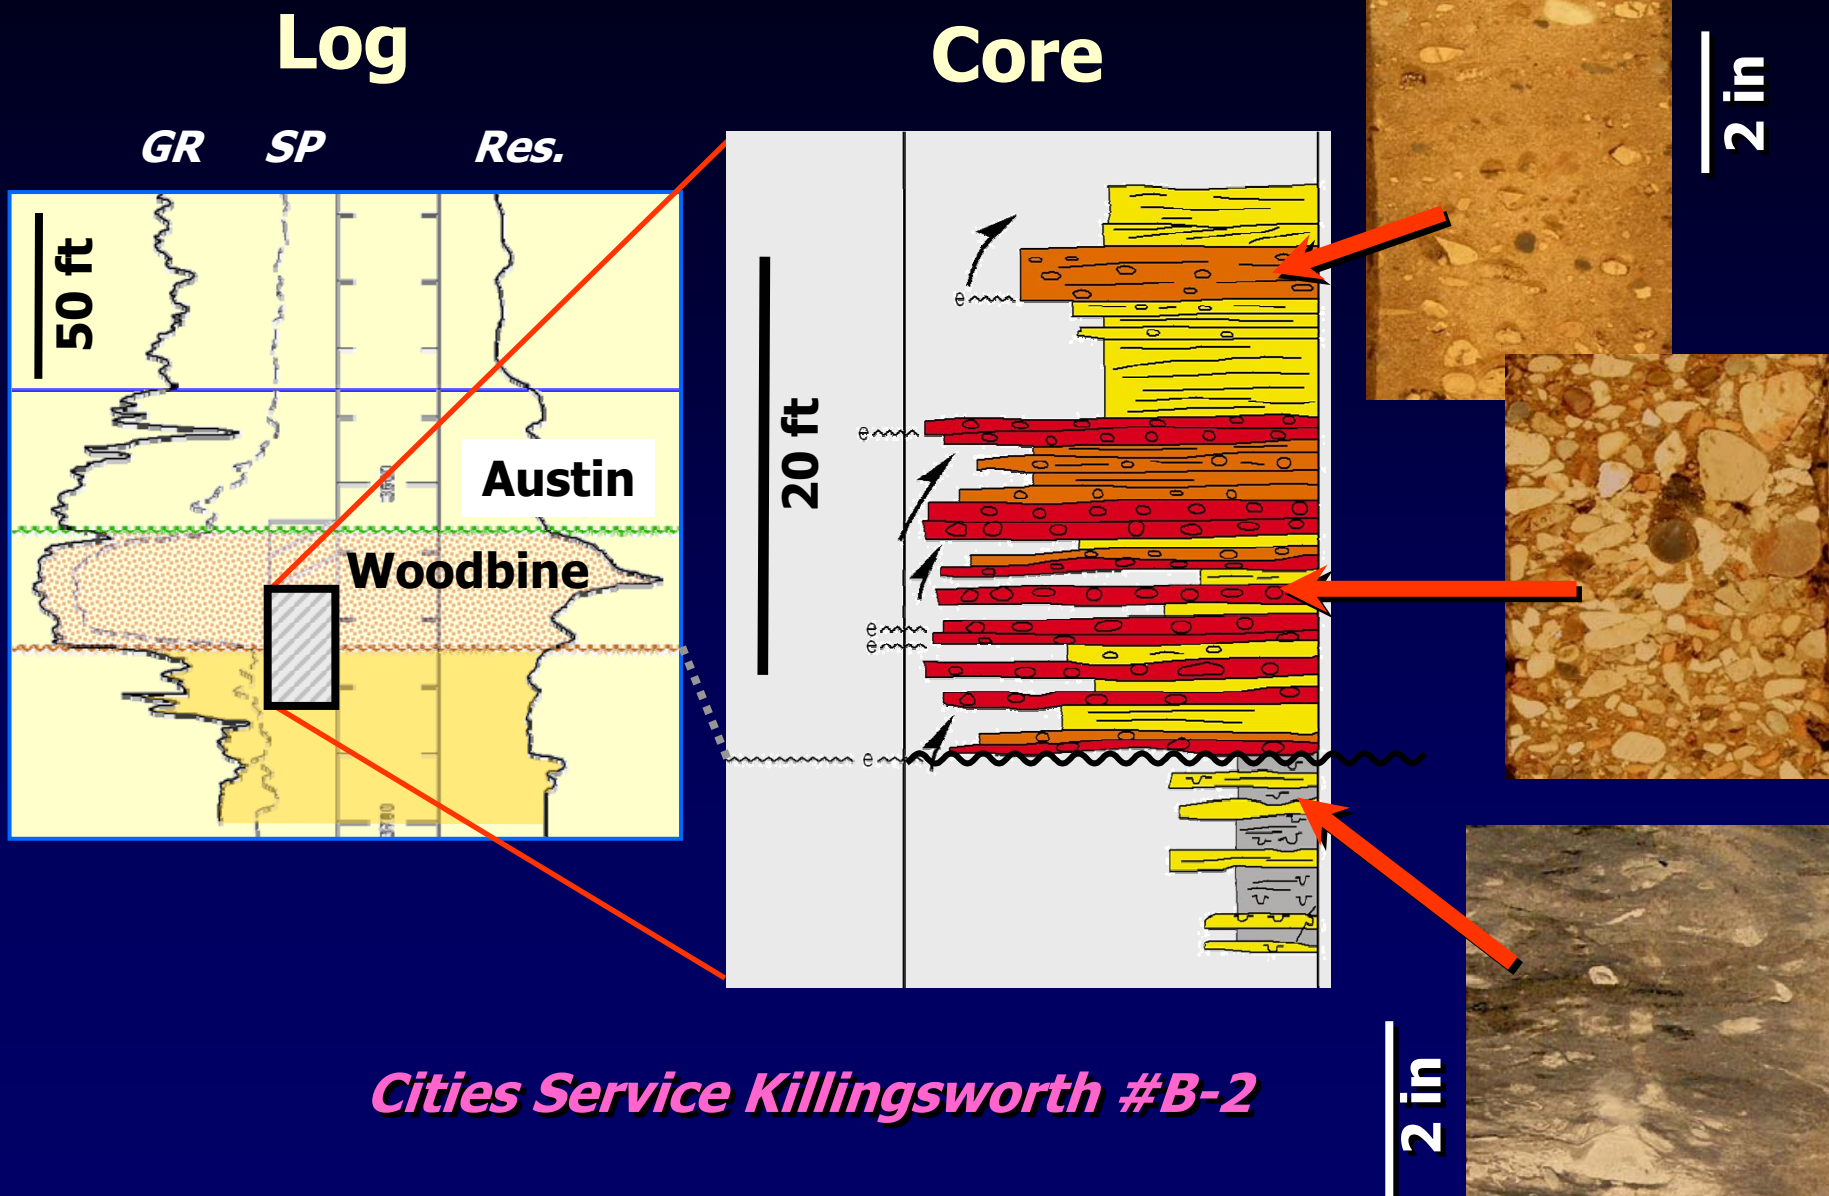 Log
Core
GR
SP
Res.
50 ft
Austin
Woodbine
3700
20 ft
e
e
e
e
e
2 in
2 in
Cities Service Killingsworth #B-2